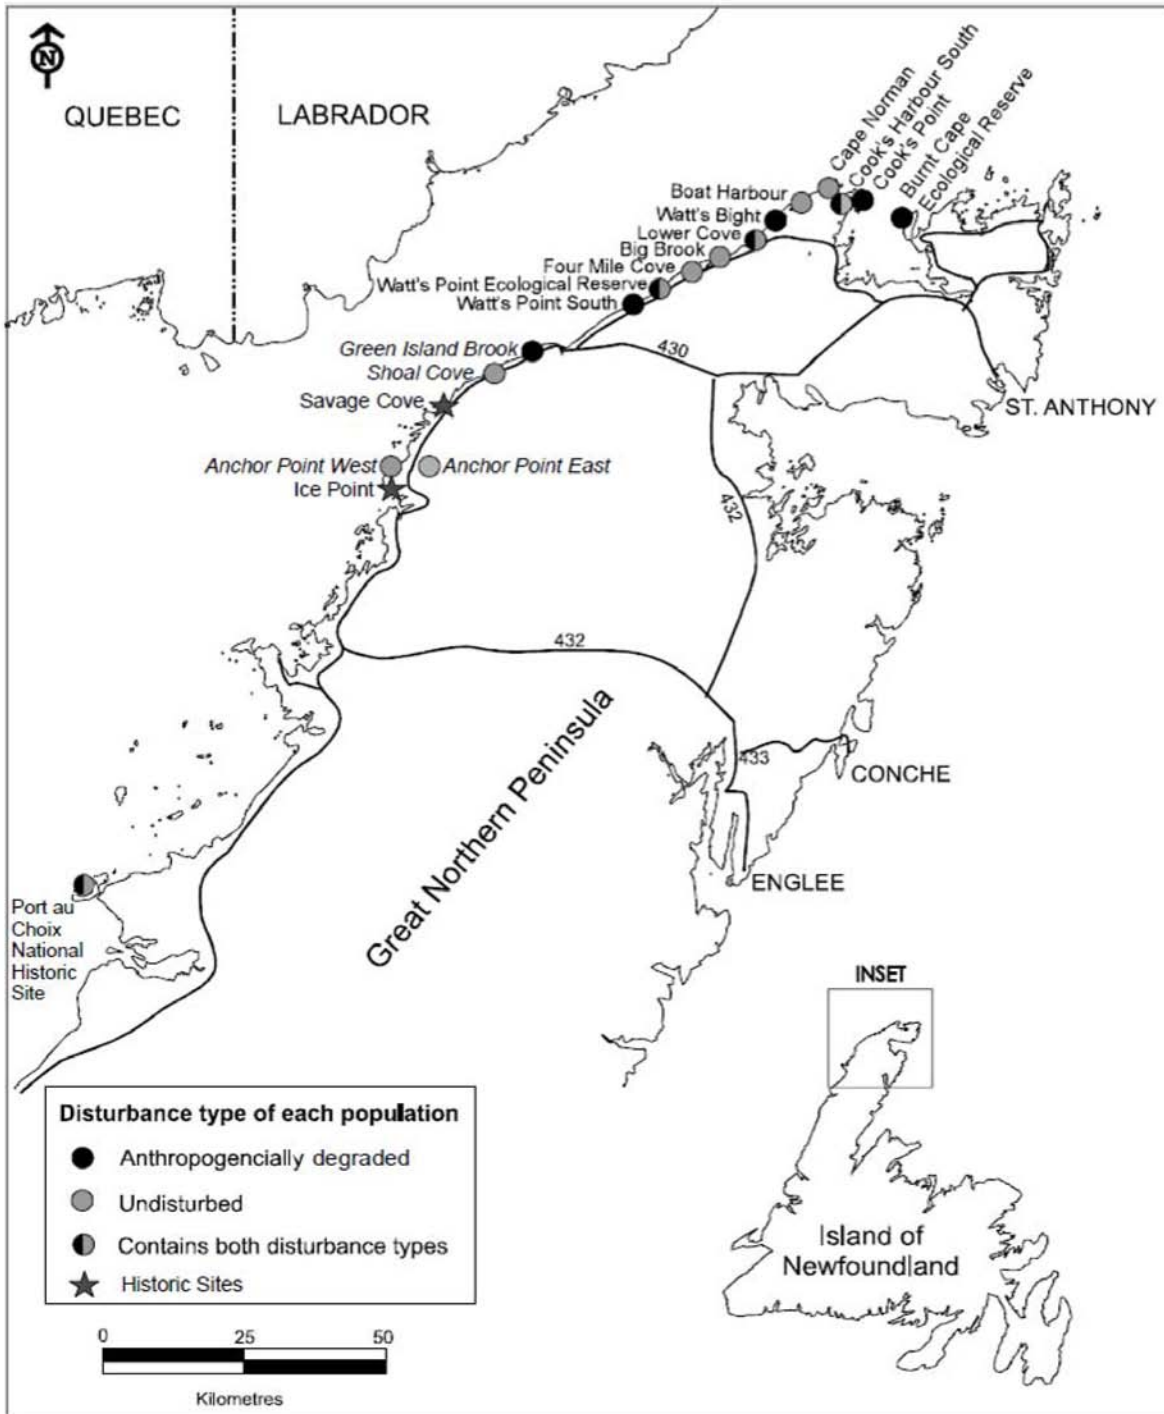 N
QUEBEC
LABRADOR
Cape Norman
Cook's Harbour South
Cook's Point
Burnt Cape
Ecological Reserve
Boat Harbour
Watt's Bight
Lower Cove
Big Brook
Four Mile Cove
Watt's Point Ecological Reserve
Watt's Point South
Green Island Brook
430
Shoal Cove
Savage Cove
ST. ANTHONY
Anchor Point West
Anchor Point East
Ice Point
432
432
Great Northern Peninsula
433
CONCHE
ENGLEE
Port au
Choix
National
Historic
Site
INSET
Island of
Newfoundland
Disturbance type of each population
Anthropogencially degraded
Undisturbed
Contains both disturbance types
Historic Sites
0 25 50
Kilometres